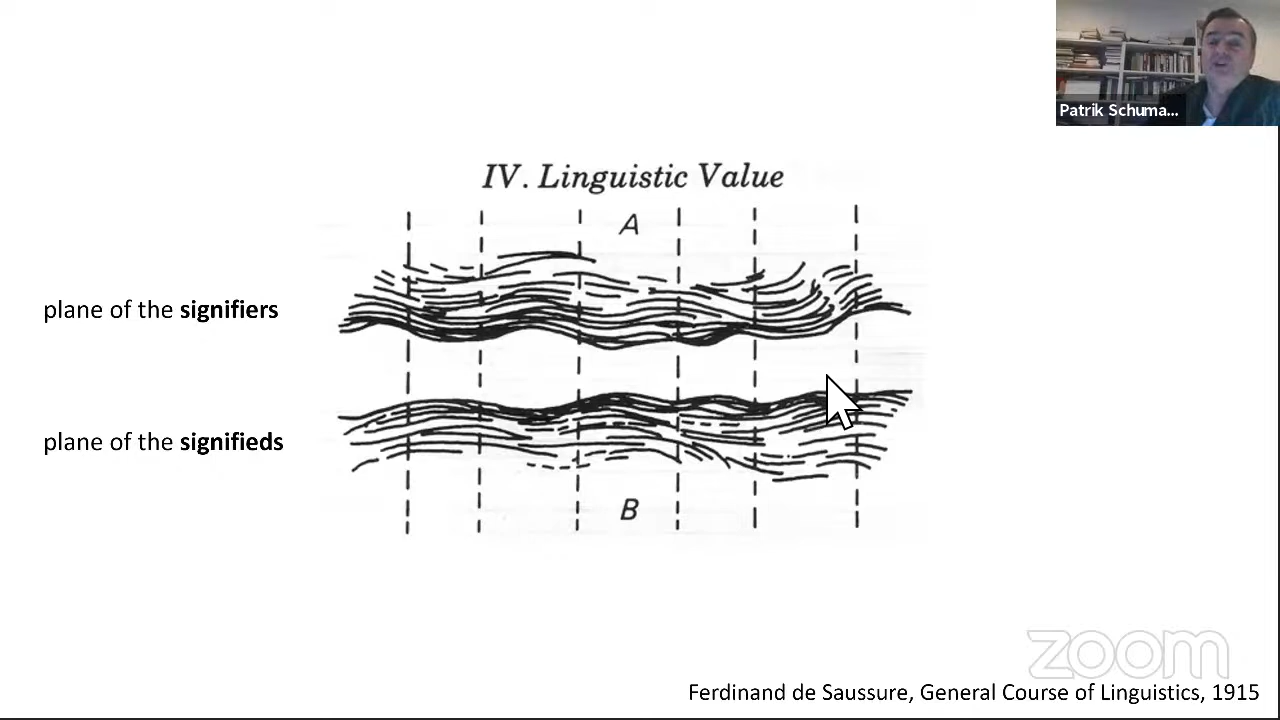 Patrik Schuma...
IV. Linguistic Value
A
plane of the signifiers
plane of the signifieds
B
zoom
Ferdinand de Saussure, General Course of Linguistics, 1915